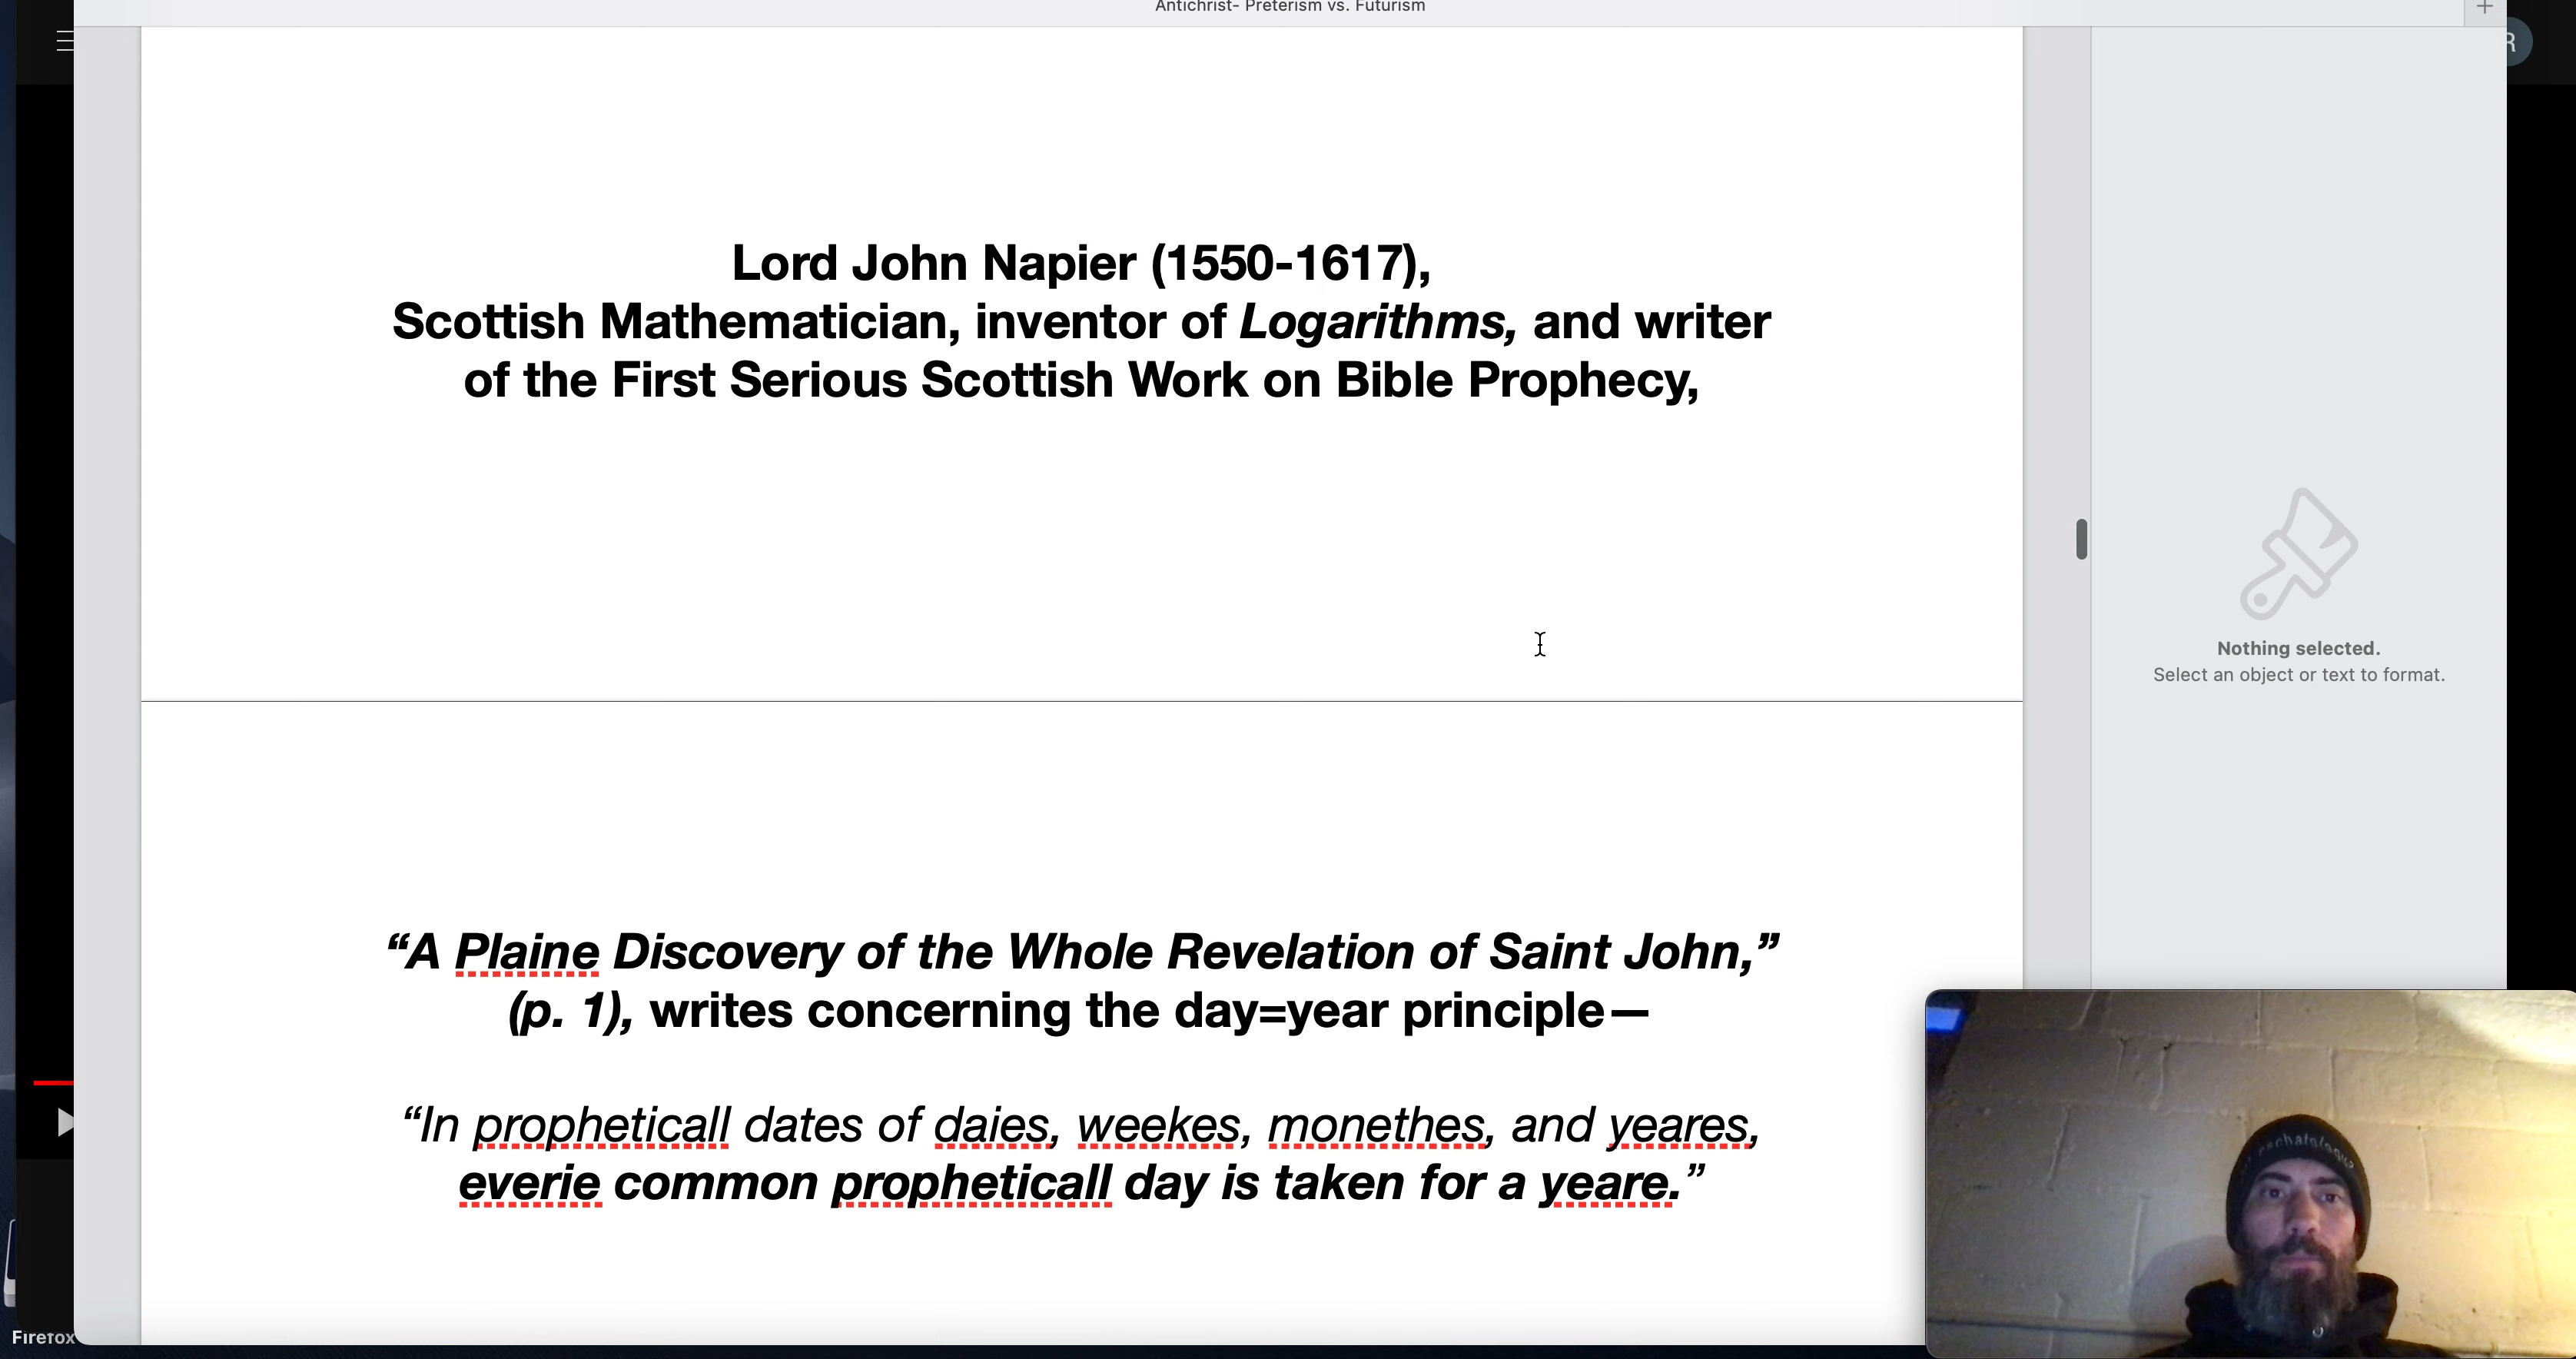 Antichrist- Preterism vs. Futurism
R
Lord John Napier (1550-1617),
Scottish Mathematician, inventor of Logarithms, and writer
of the First Serious Scottish Work on Bible Prophecy,
Nothing selected.
Select an object or text to format.
“A Plaine Discovery of the Whole Revelation of Saint John,”
(p. 1), writes concerning the day=year principle—
“In propheticall dates of daies, weekes, monethes, and yeares,
everie common propheticall day is taken for a yeare.”
Firefox